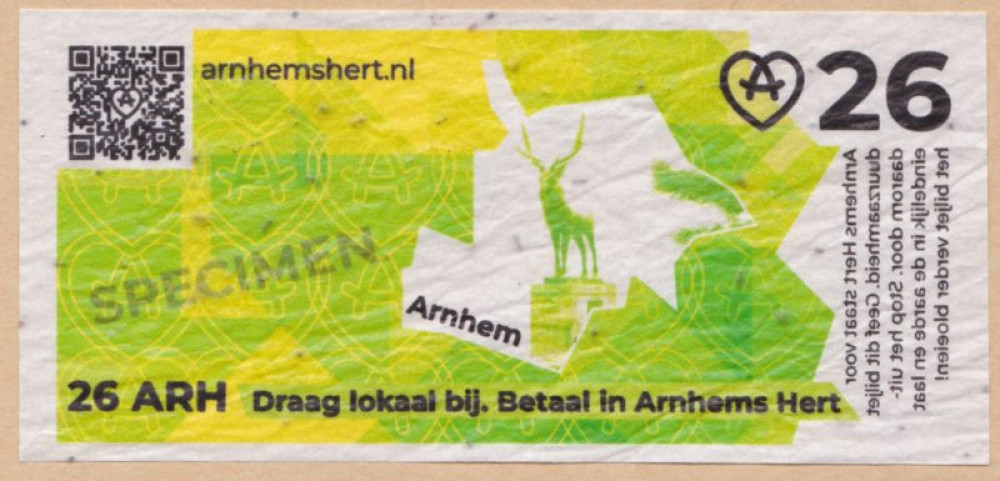 arnhemshert.nl
26
SPECIMEN
Arnhem
26 ARH Draag lokaal bij. Betaal in Arnhems Hert
Arnhems Hert staat voor
duurzaamheid. Geef dit biljet
daarom door. Stop het uit-
eindelijk in de aarde en laat
het biljet verder bloeien!